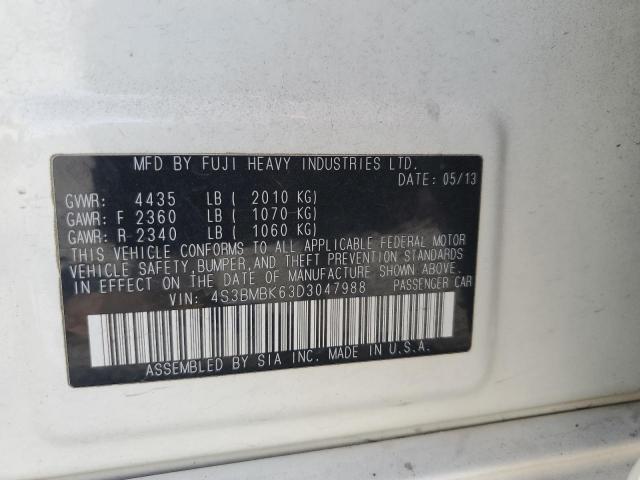 MFD BY FUJI HEAVY INDUSTRIES LTD.
DATE: 05/13
GVWR: 4435 LB ( 2010 KG)
GAWR: F 2360 LB ( 1070 KG)
GAWR: R 2340 LB ( 1060 KG)
THIS VEHICLE CONFORMS TO ALL APPLICABLE FEDERAL MOTOR
VEHICLE SAFETY, BUMPER, AND THEFT PREVENTION STANDARDS
IN EFFECT ON THE DATE OF MANUFACTURE SHOWN ABOVE.
VIN: 4S3BMBK63D3047988 PASSENGER CAR
ASSEMBLED BY SIA INC. MADE IN U.S.A.